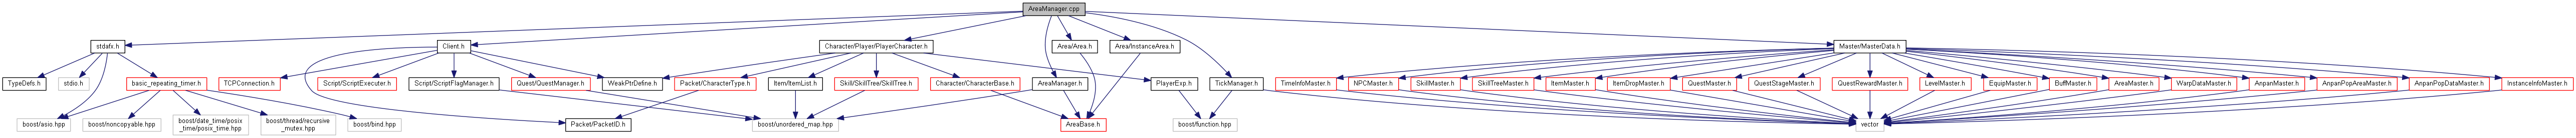 AreaManager.cpp
stdafx.h
Client.h
Character/Player/PlayerCharacter.h
Area/Area.h
Area/InstanceArea.h
Master/MasterData.h
TypeDefs.h
stdio.h
basic_repeating_timer.h
TCPConnection.h
Script/ScriptExecuter.h
Script/ScriptFlagManager.h
Quest/QuestManager.h
WeakPtrDefine.h
Packet/CharacterType.h
Item/ItemList.h
Skill/SkillTree/SkillTree.h
Character/CharacterBase.h
AreaManager.h
PlayerExp.h
TickManager.h
TimeInfoMaster.h
NPCMaster.h
SkillMaster.h
SkillTreeMaster.h
ItemMaster.h
ItemDropMaster.h
QuestMaster.h
QuestStageMaster.h
QuestRewardMaster.h
LevelMaster.h
EquipMaster.h
BuffMaster.h
AreaMaster.h
WarpDataMaster.h
AnpanMaster.h
AnpanPopAreaMaster.h
AnpanPopDataMaster.h
InstanceInfoMaster.h
boost/asio.hpp
boost/noncopyable.hpp
boost/date_time/posix
_time/posix_time.hpp
boost/thread/recursive
_mutex.hpp
boost/bind.hpp
Packet/PacketID.h
boost/unordered_map.hpp
AreaBase.h
boost/function.hpp
vector